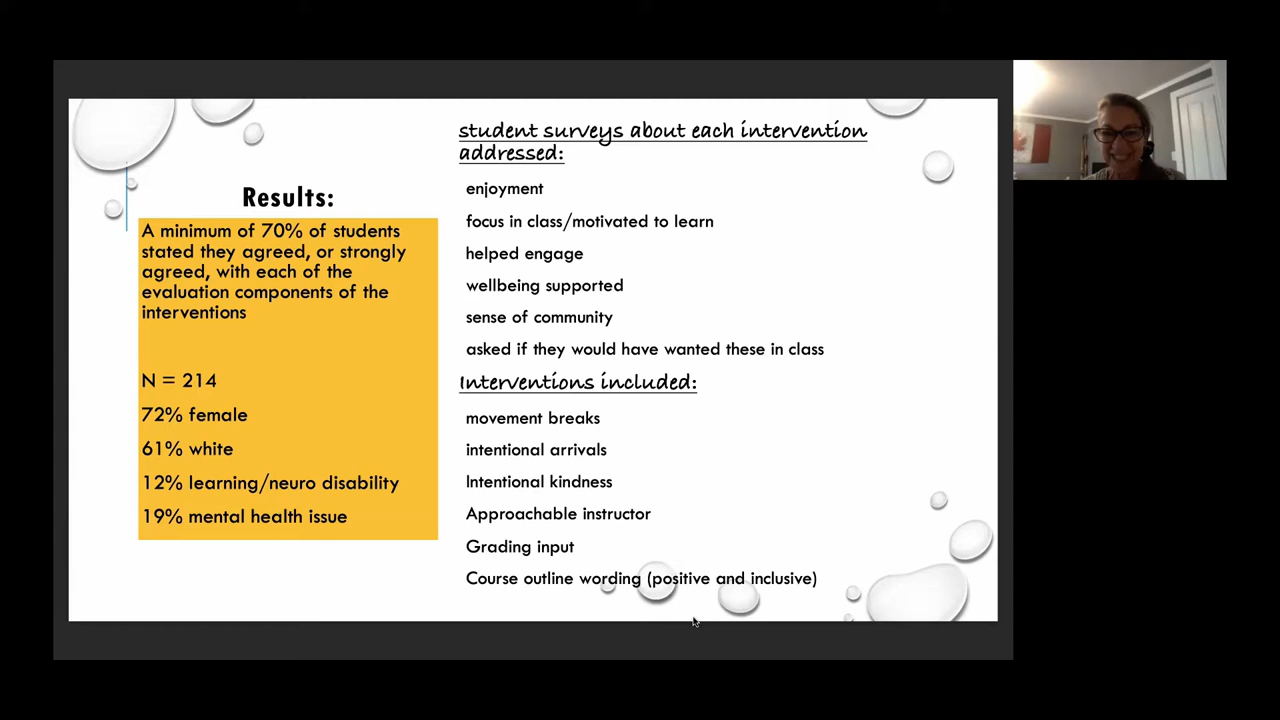 Results:
A minimum of 70% of students
stated they agreed, or strongly
agreed, with each of the
evaluation components of the
interventions
N = 214
72% female
61% white
12% learning/neuro disability
19% mental health issue
student surveys about each intervention
addressed:
enjoyment
focus in class/motivated to learn
helped engage
wellbeing supported
sense of community
asked if they would have wanted these in class
Interventions included:
movement breaks
intentional arrivals
Intentional kindness
Approachable instructor
Grading input
Course outline wording (positive and inclusive)